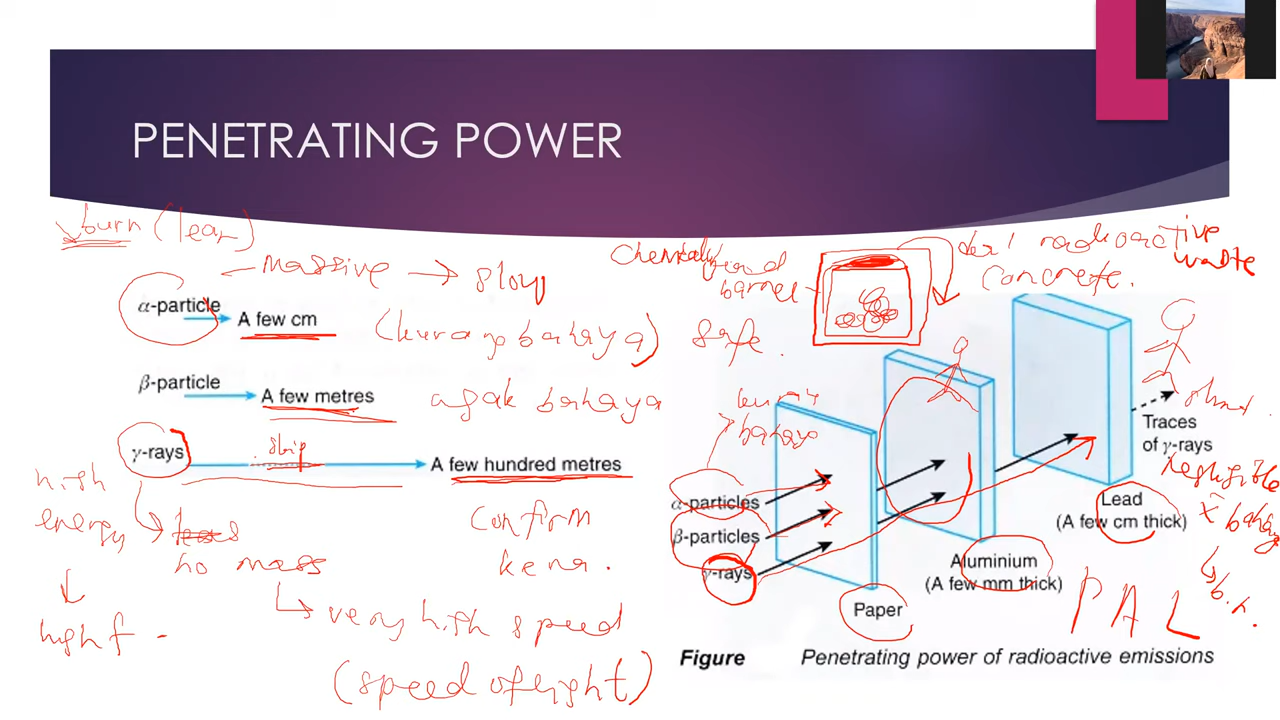 PENETRATING POWER
burn (lear)
massive → slow
α-particle
A few cm
(kurang bahaya) safe.
β-particle
A few metres
agak bahaya
γ-rays
A few hundred metres
high
energy
high f
no mass
very high speed
(speed of light)
confirm
kena.
Chemically
barrel
radioactive
waste
concrete.
bahaya
α-particles
β-particles
γ-rays
Paper
Aluminium
(A few mm thick)
Lead
(A few cm thick)
Traces
of γ-rays
negligible
x bahaya
PAL
Figure Penetrating power of radioactive emissions